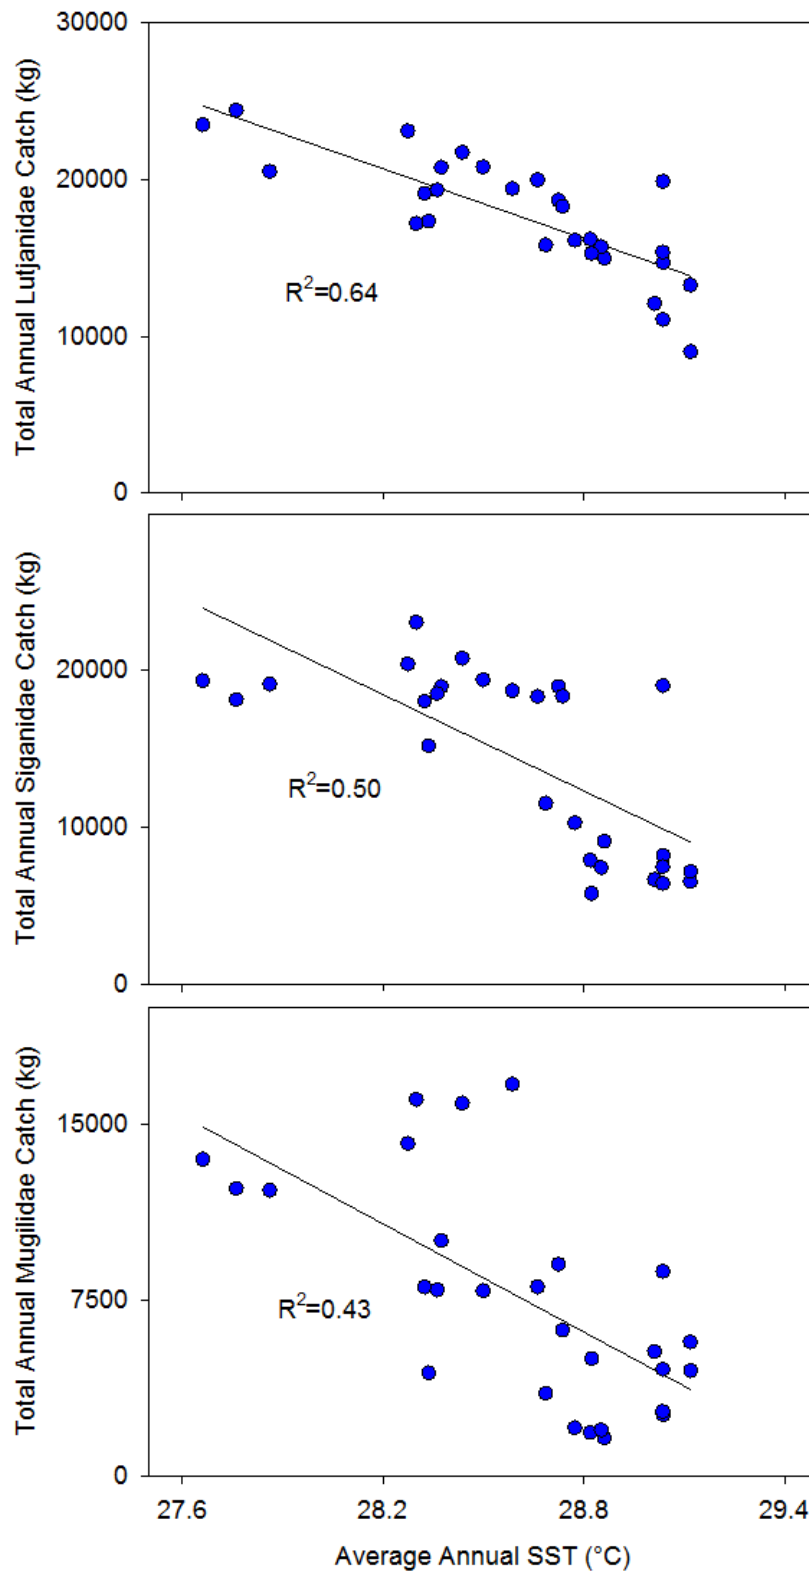 Total Annual Lutjanidae Catch (kg)
30000
20000
10000
0
R²=0.64
Total Annual Siganidae Catch (kg)
20000
10000
0
R²=0.50
Total Annual Mugilidae Catch (kg)
15000
7500
0
R²=0.43
27.6 28.2 28.8 29.4
Average Annual SST (°C)